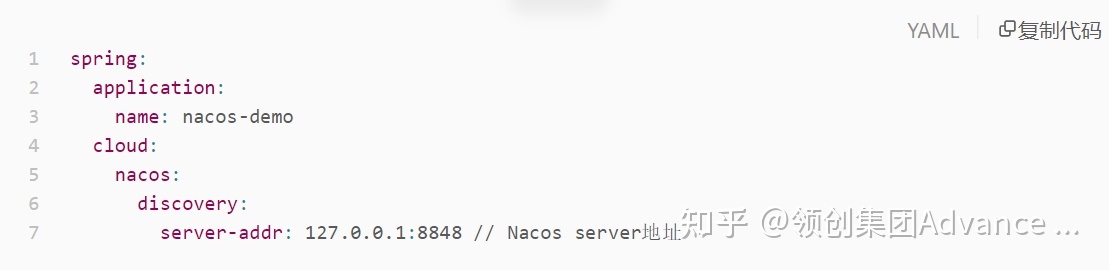 YAML 复制代码
1 spring:
2   application:
3     name: nacos-demo
4   cloud:
5     nacos:
6       discovery:
7         server-addr: 127.0.0.1:8848 // Nacos server地址
知乎 @领创集团Advance ...